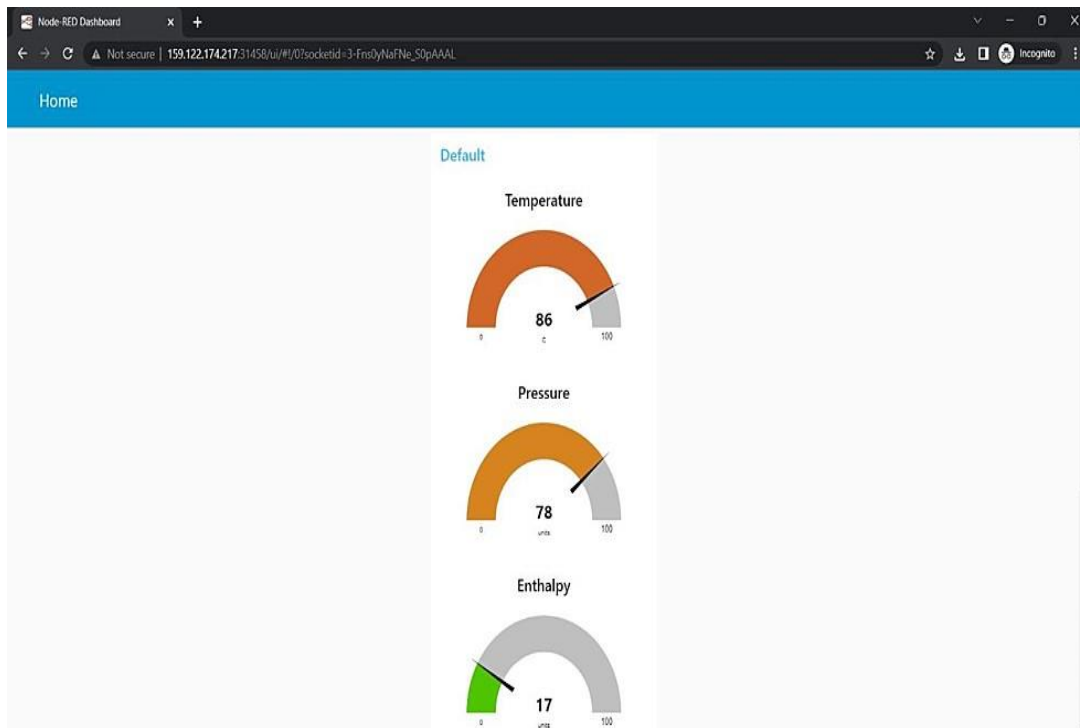 Node-RED Dashboard
Not secure | 159.122.174.217:31458/ui/#!/0?socketid=3-Fns0yNaFNe_S0pAAAL
Incognito
Home
Default
Temperature
86
C
0 100
Pressure
78
units
0 100
Enthalpy
17
units
0 100